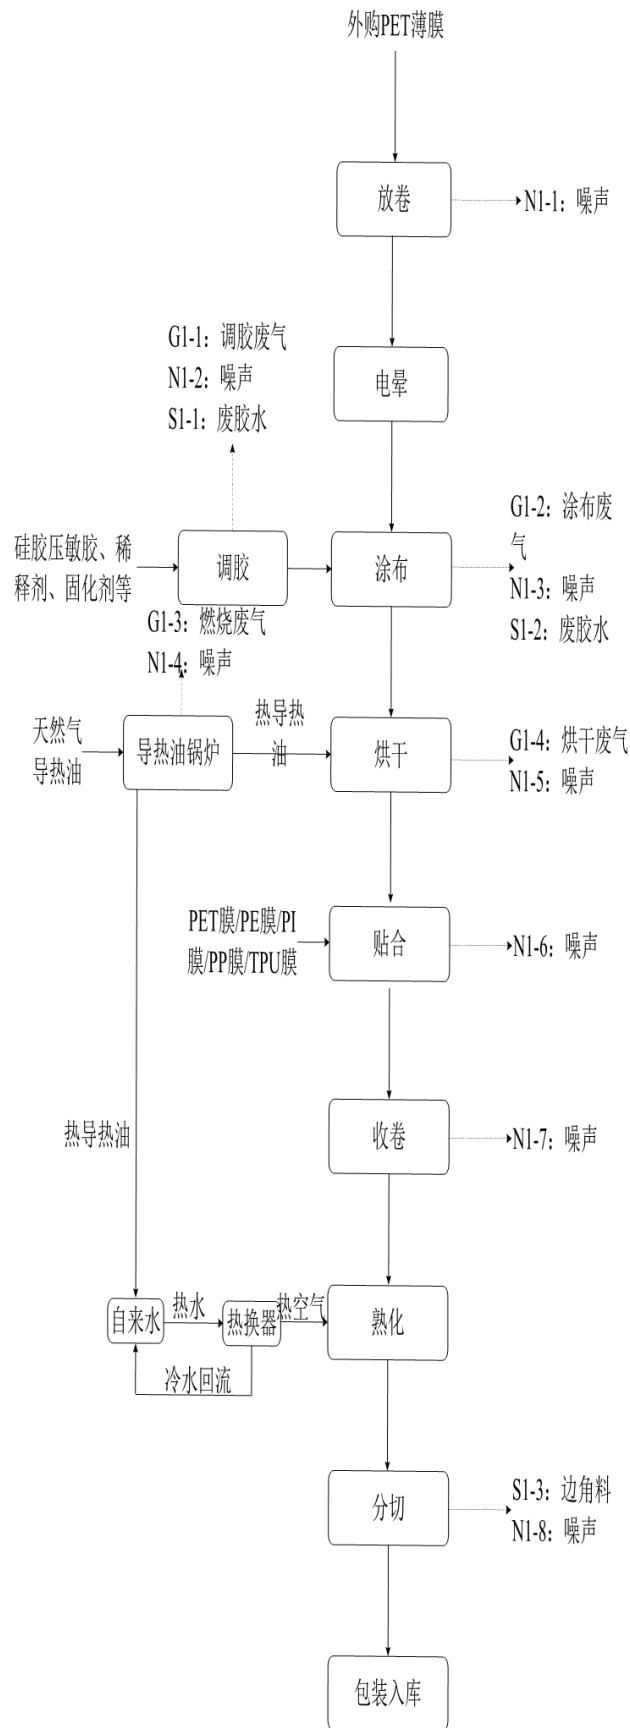 外购PET薄膜
放卷
N1-1：噪声
电晕
G1-1：调胶废气
N1-2：噪声
S1-1：废胶水
硅胶压敏胶、稀
释剂、固化剂等
调胶
涂布
G1-2：涂布废
气
N1-3：噪声
S1-2：废胶水
G1-3：燃烧废气
N1-4：噪声
天然气
导热油
导热油锅炉
热导热
油
烘干
G1-4：烘干废气
N1-5：噪声
PET膜/PE膜/PI
膜/PP膜/TPU膜
贴合
N1-6：噪声
收卷
N1-7：噪声
热导热油
自来水
热水
热换器
热空气
熟化
冷水回流
分切
S1-3：边角料
N1-8：噪声
包装入库